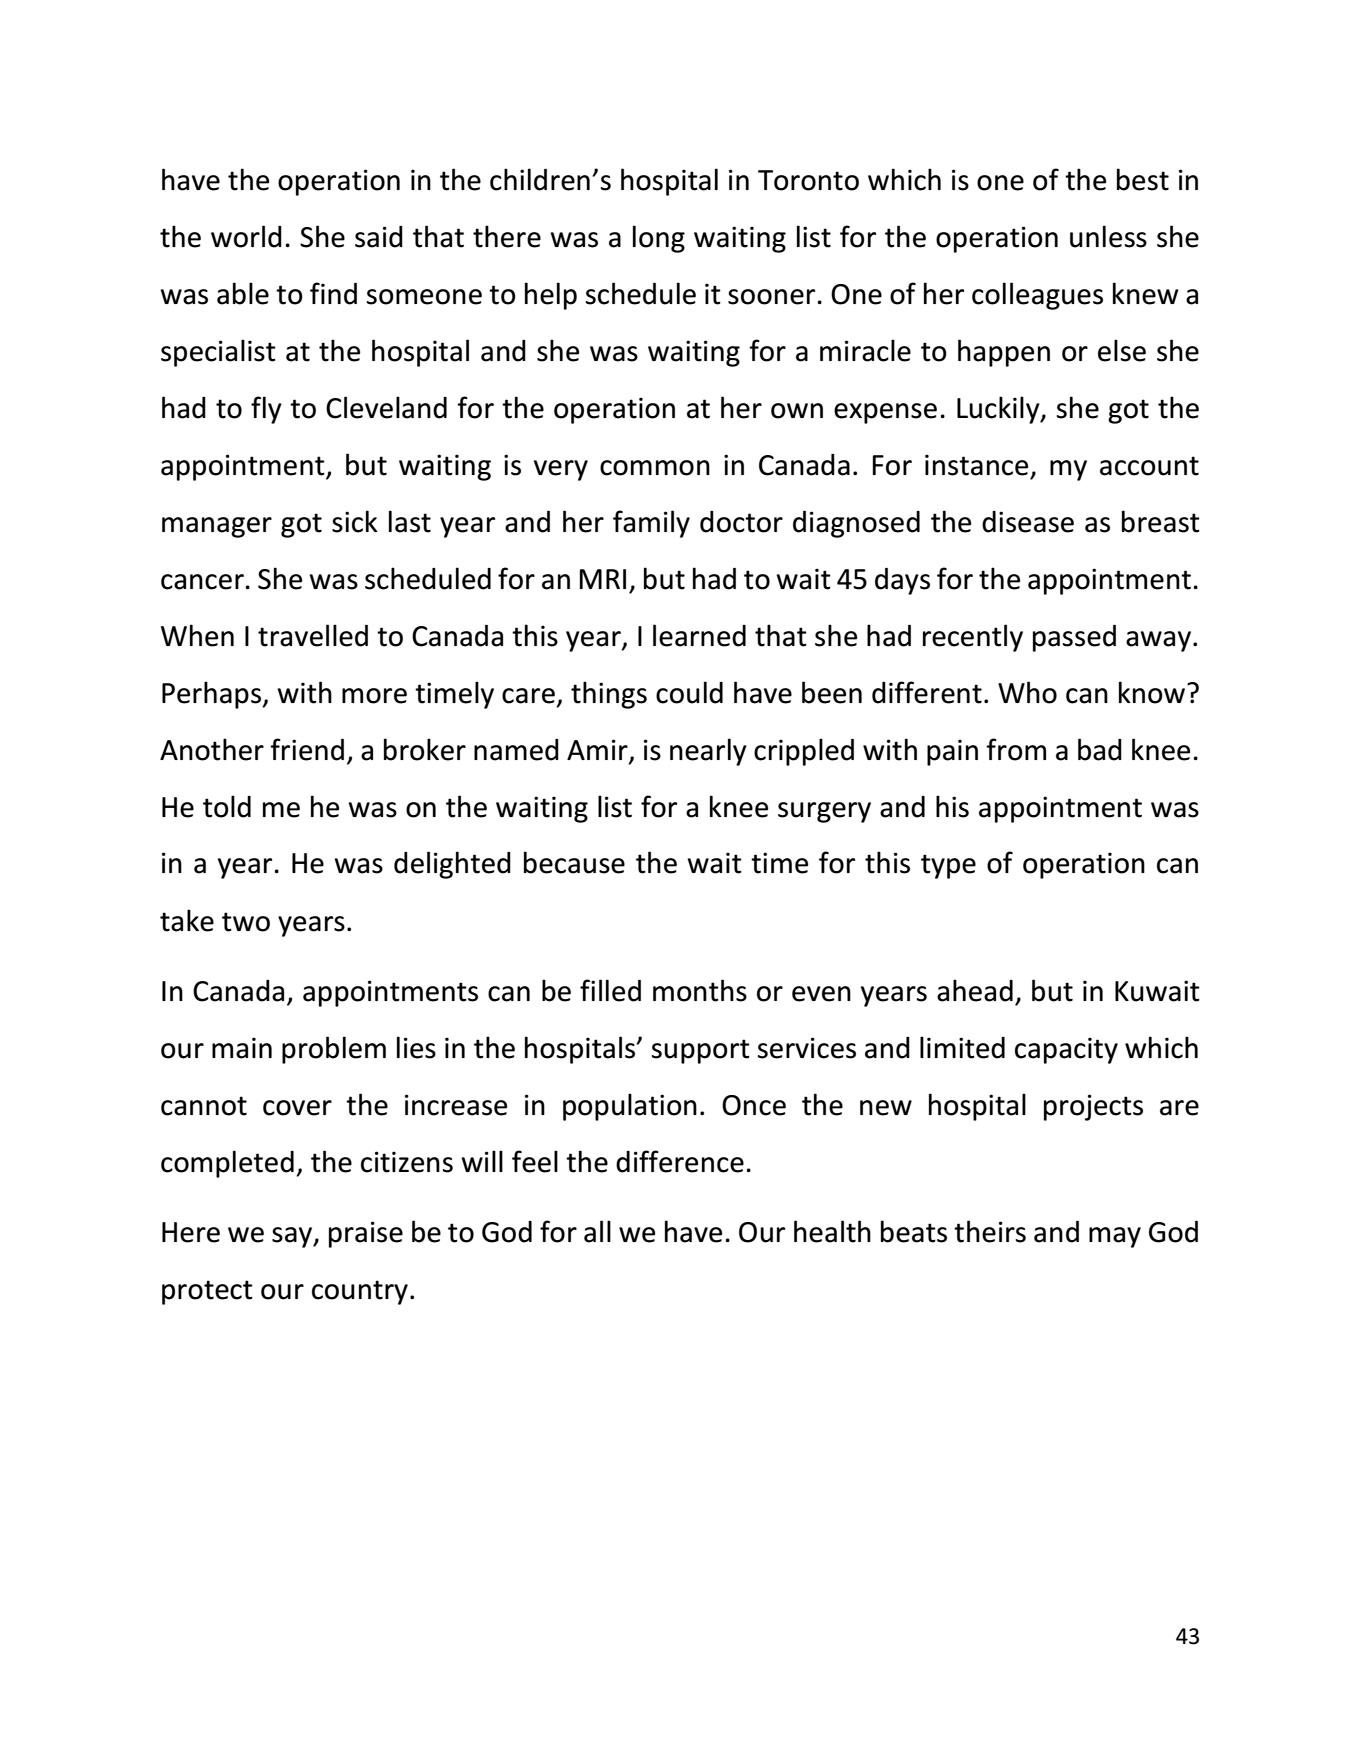 have the operation in the children’s hospital in Toronto which is one of the best in
the world. She said that there was a long waiting list for the operation unless she
was able to find someone to help schedule it sooner. One of her colleagues knew a
specialist at the hospital and she was waiting for a miracle to happen or else she
had to fly to Cleveland for the operation at her own expense. Luckily, she got the
appointment, but waiting is very common in Canada. For instance, my account
manager got sick last year and her family doctor diagnosed the disease as breast
cancer. She was scheduled for an MRI, but had to wait 45 days for the appointment.
When I travelled to Canada this year, I learned that she had recently passed away.
Perhaps, with more timely care, things could have been different. Who can know?
Another friend, a broker named Amir, is nearly crippled with pain from a bad knee.
He told me he was on the waiting list for a knee surgery and his appointment was
in a year. He was delighted because the wait time for this type of operation can
take two years.
In Canada, appointments can be filled months or even years ahead, but in Kuwait
our main problem lies in the hospitals’ support services and limited capacity which
cannot cover the increase in population. Once the new hospital projects are
completed, the citizens will feel the difference.
Here we say, praise be to God for all we have. Our health beats theirs and may God
protect our country.
43